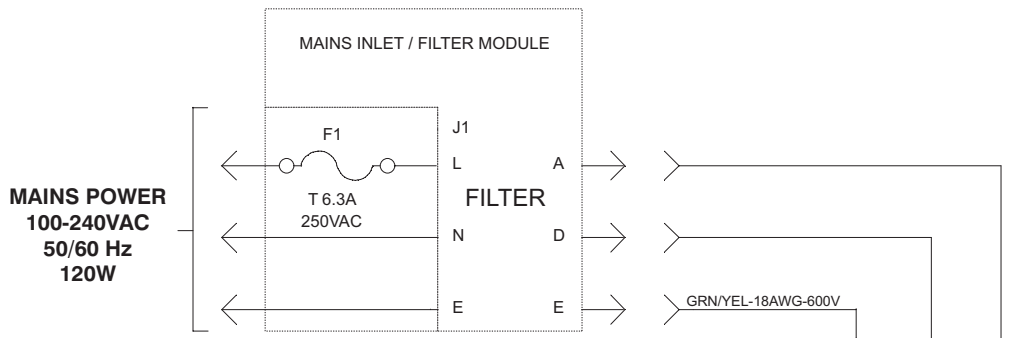 MAINS INLET / FILTER MODULE
F1
J1
L
A
T 6.3A
250VAC
FILTER
MAINS POWER
100-240VAC
50/60 Hz
120W
N
D
E
E
GRN/YEL-18AWG-600V